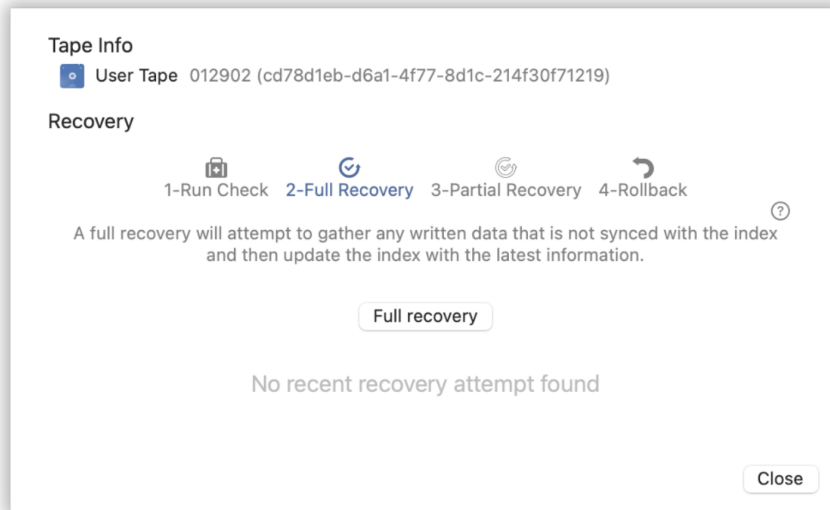 Tape Info
User Tape 012902 (cd78d1eb-d6a1-4f77-8d1c-214f30f71219)
Recovery
1-Run Check 2-Full Recovery 3-Partial Recovery 4-Rollback
?
A full recovery will attempt to gather any written data that is not synced with the index
and then update the index with the latest information.
Full recovery
No recent recovery attempt found
Close